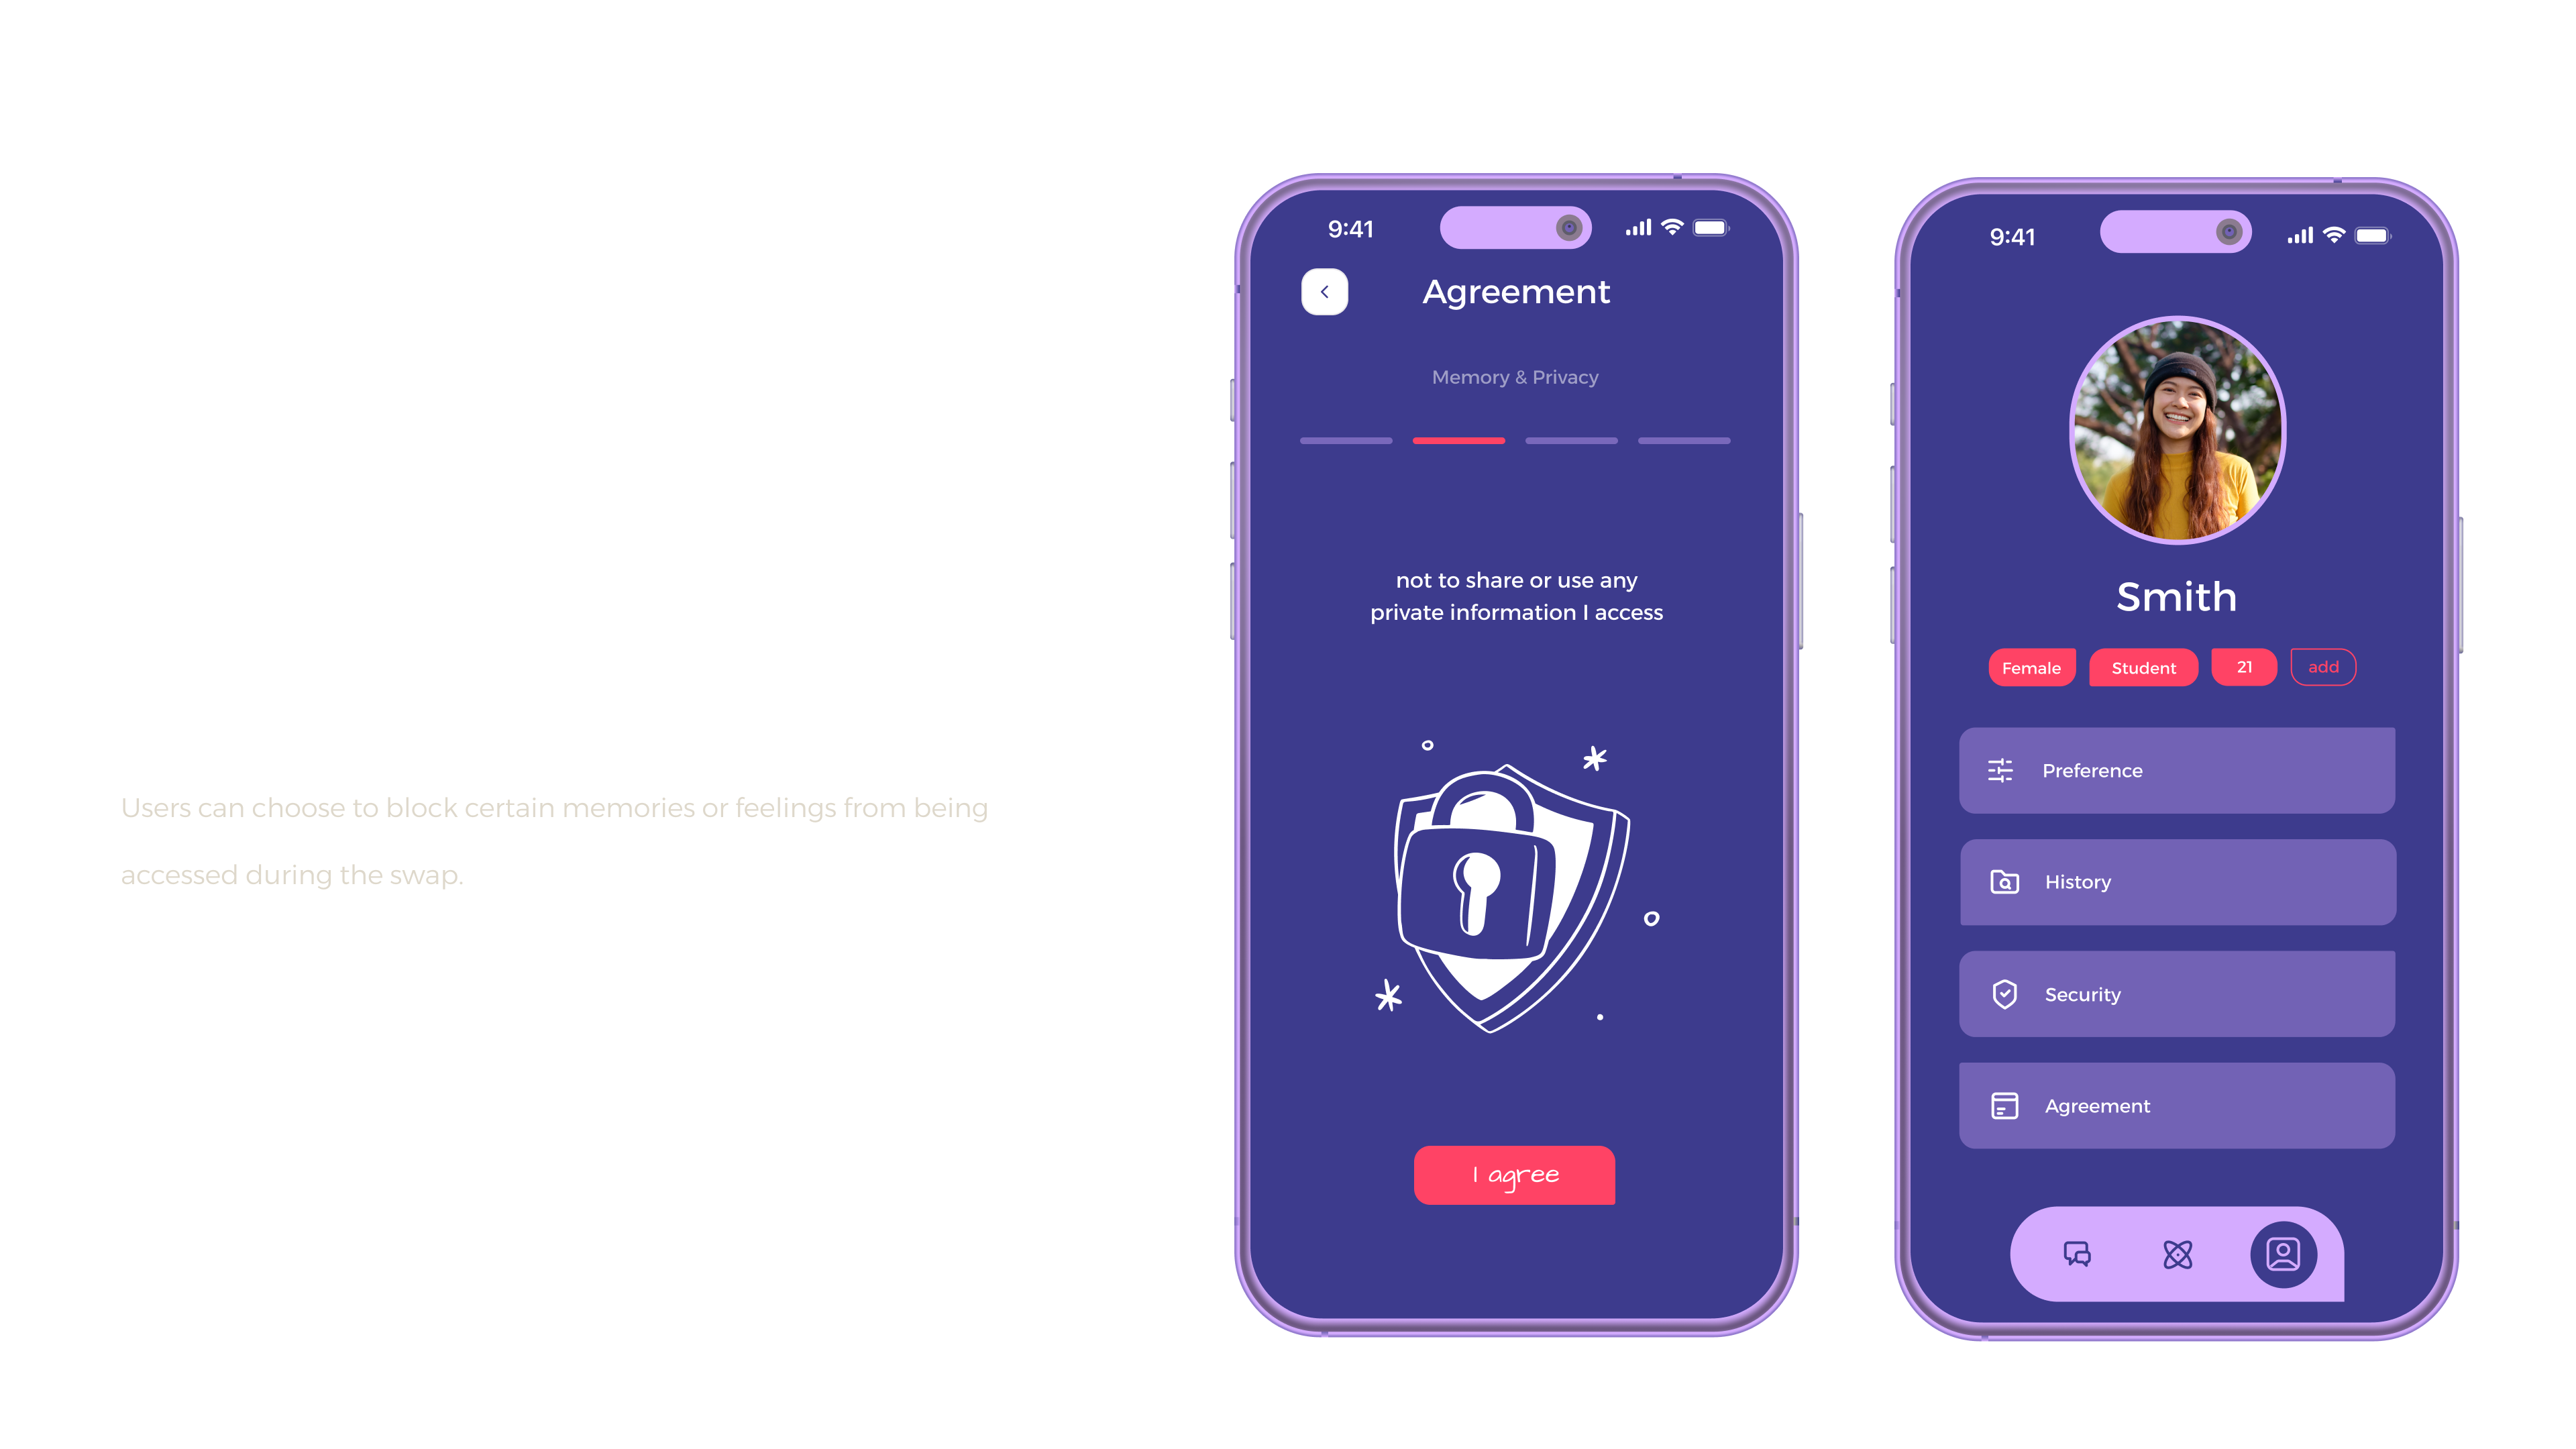 Users can choose to block certain memories or feelings from being
accessed during the swap.
9:41
Agreement
Memory & Privacy
not to share or use any
private information I access
I agree
9:41
Smith
Female
Student
21
add
Preference
History
Security
Agreement